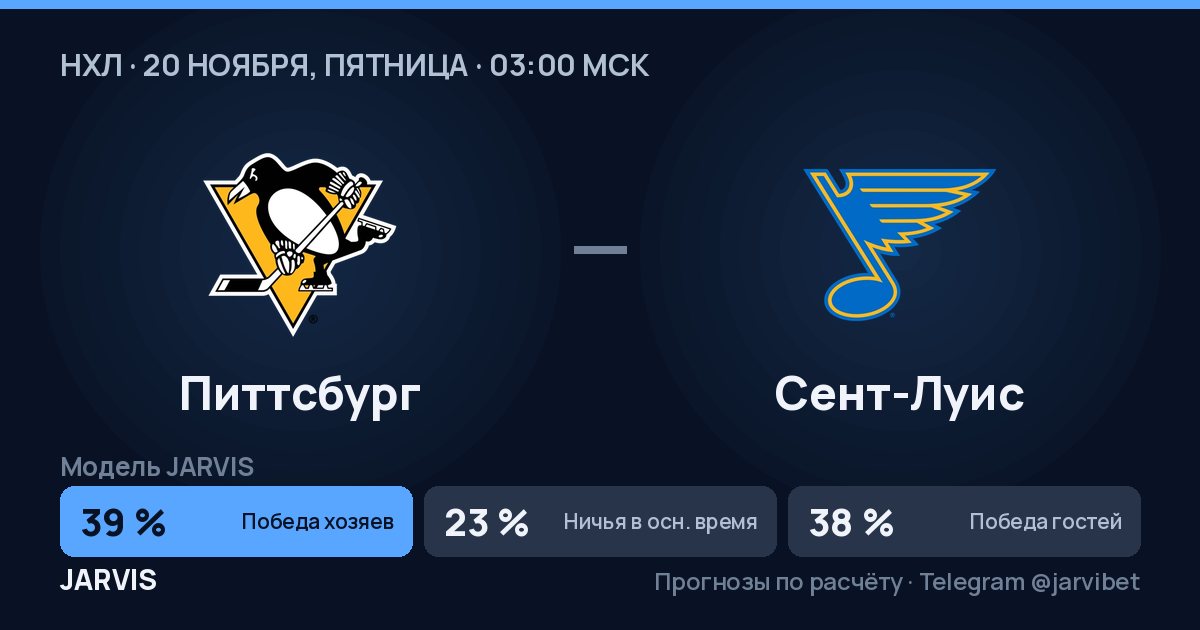 НХЛ · 20 НОЯБРЯ, ПЯТНИЦА · 03:00 МСК
Питтсбург
Сент-Луис
Модель JARVIS
39 % Победа хозяев
23 % Ничья в осн. время
38 % Победа гостей
JARVIS
Прогнозы по расчёту · Telegram @jarvibet